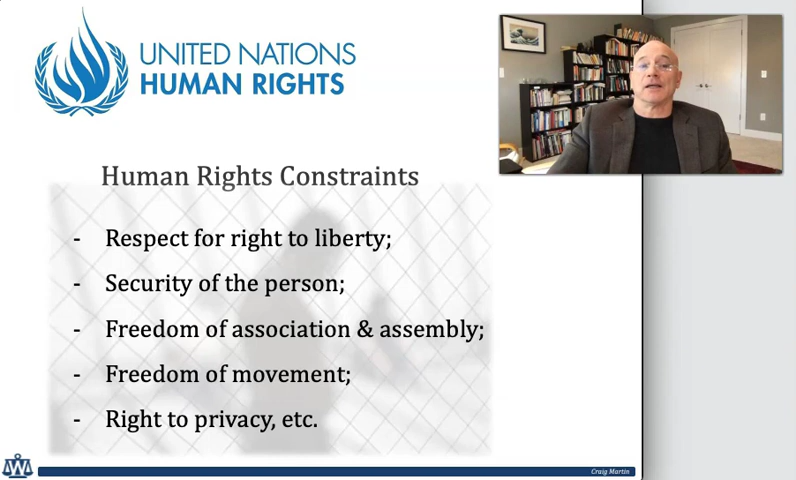 UNITED NATIONS
HUMAN RIGHTS
Human Rights Constraints
- Respect for right to liberty;
- Security of the person;
- Freedom of association & assembly;
- Freedom of movement;
- Right to privacy, etc.
W
Craig Martin